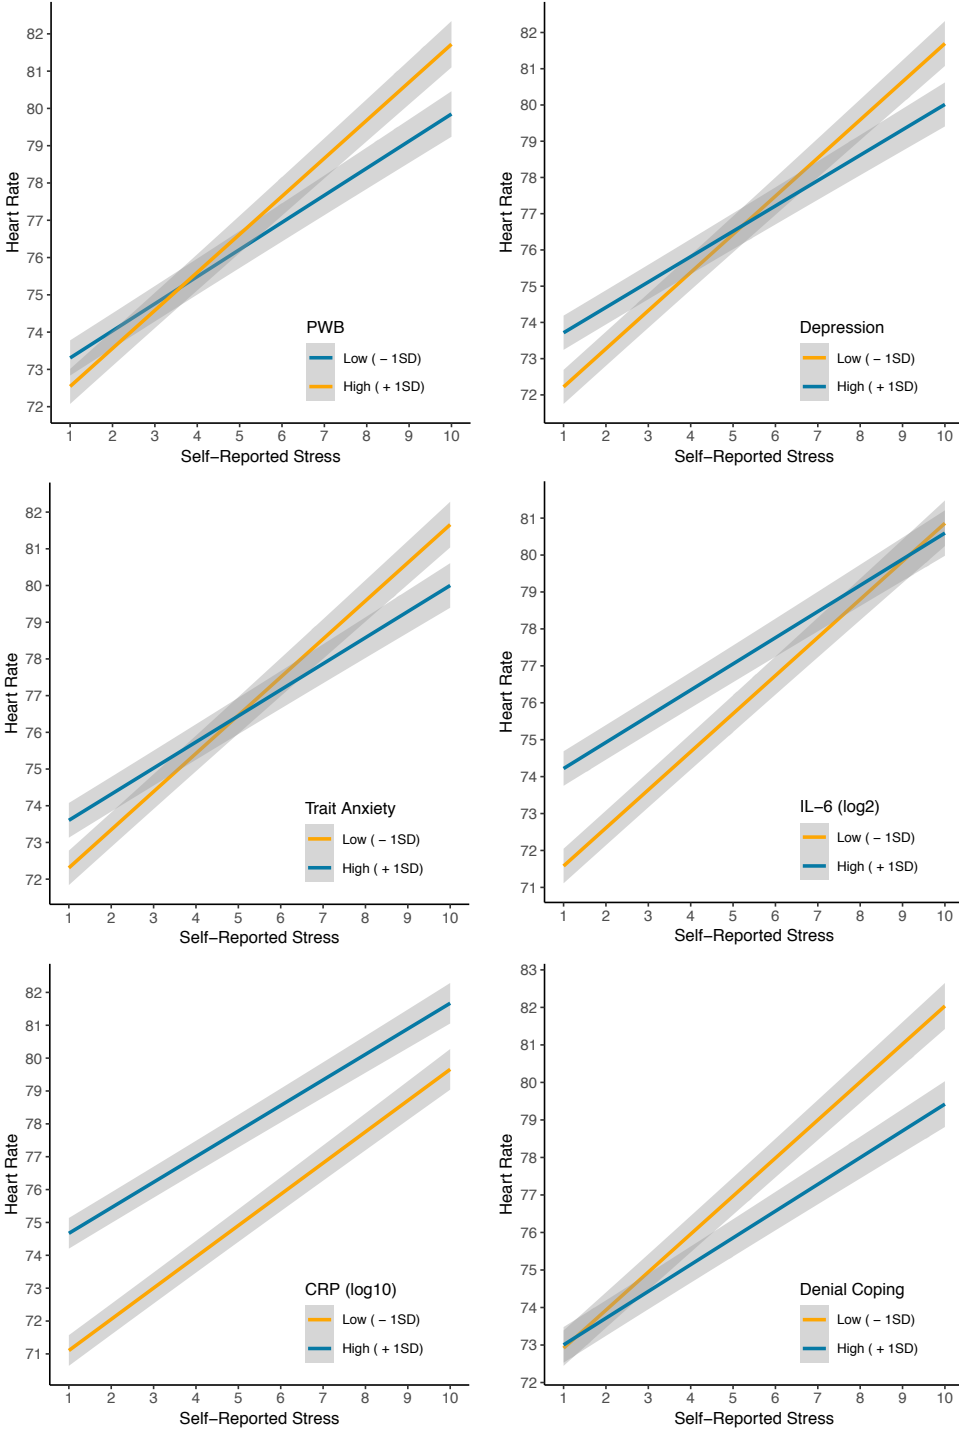 82
81
80
79
78
77
76
75
74
73
72
Heart Rate
PWB
Low ( − 1SD)
High ( + 1SD)
1 2 3 4 5 6 7 8 9 10
Self−Reported Stress
82
81
80
79
78
77
76
75
74
73
72
Heart Rate
Depression
Low ( − 1SD)
High ( + 1SD)
1 2 3 4 5 6 7 8 9 10
Self−Reported Stress
82
81
80
79
78
77
76
75
74
73
72
Heart Rate
Trait Anxiety
Low ( − 1SD)
High ( + 1SD)
1 2 3 4 5 6 7 8 9 10
Self−Reported Stress
81
80
79
78
77
76
75
74
73
72
71
Heart Rate
IL−6 (log2)
Low ( − 1SD)
High ( + 1SD)
1 2 3 4 5 6 7 8 9 10
Self−Reported Stress
82
81
80
79
78
77
76
75
74
73
72
71
Heart Rate
CRP (log10)
Low ( − 1SD)
High ( + 1SD)
1 2 3 4 5 6 7 8 9 10
Self−Reported Stress
83
82
81
80
79
78
77
76
75
74
73
72
Heart Rate
Denial Coping
Low ( − 1SD)
High ( + 1SD)
1 2 3 4 5 6 7 8 9 10
Self−Reported Stress